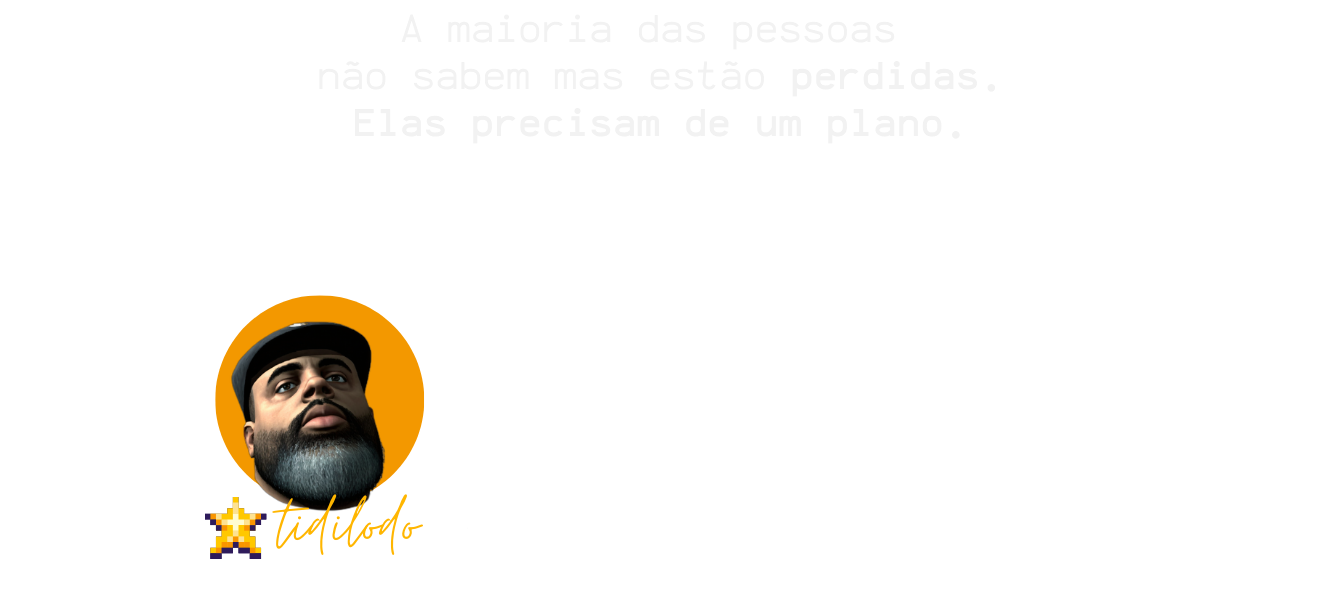 A maioria das pessoas
não sabem mas estão perdidas.
Elas precisam de um plano.
tidilodo